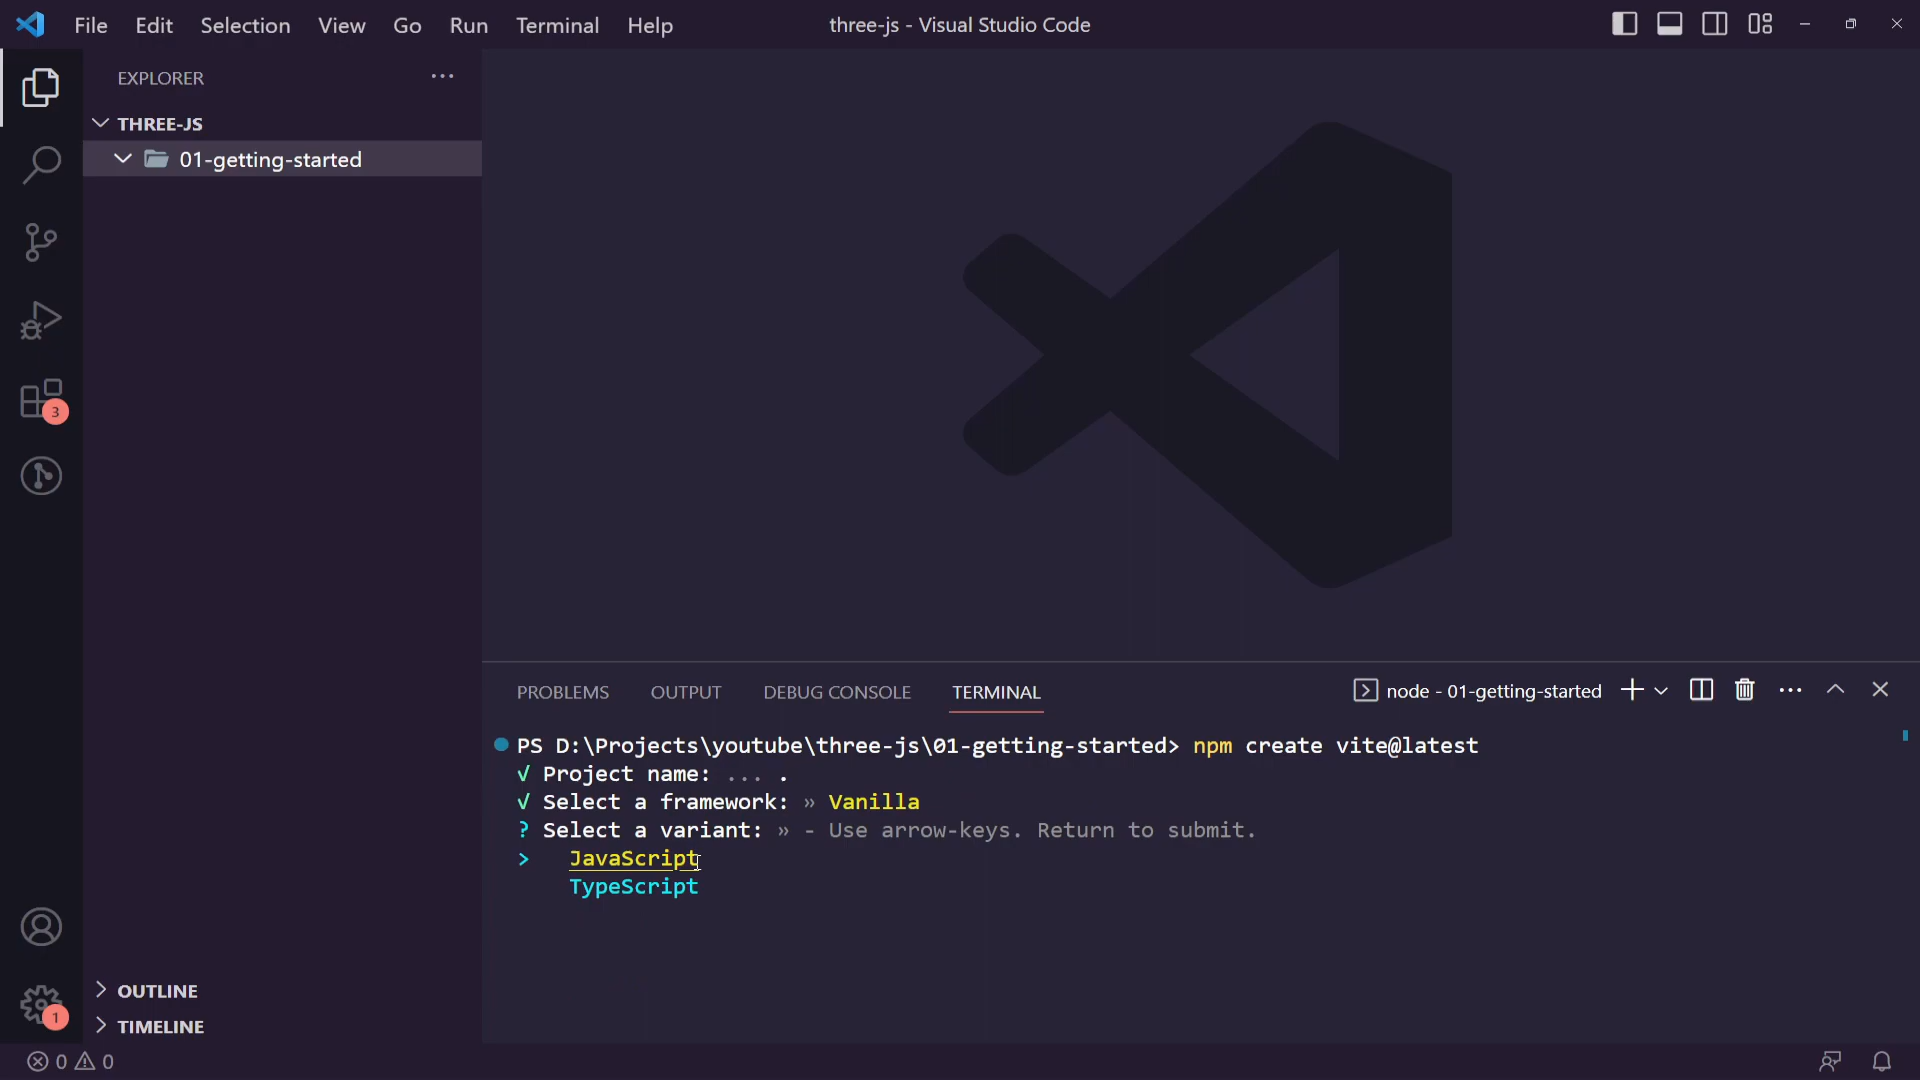 File Edit Selection View Go Run Terminal Help three-js - Visual Studio Code
EXPLORER
THREE-JS
01-getting-started
3
1
OUTLINE
TIMELINE
PROBLEMS OUTPUT DEBUG CONSOLE TERMINAL node - 01-getting-started
PS D:\Projects\youtube\three-js\01-getting-started> npm create vite@latest
√ Project name: ... .
√ Select a framework: » Vanilla
? Select a variant: » - Use arrow-keys. Return to submit.
> JavaScript
TypeScript
0 0